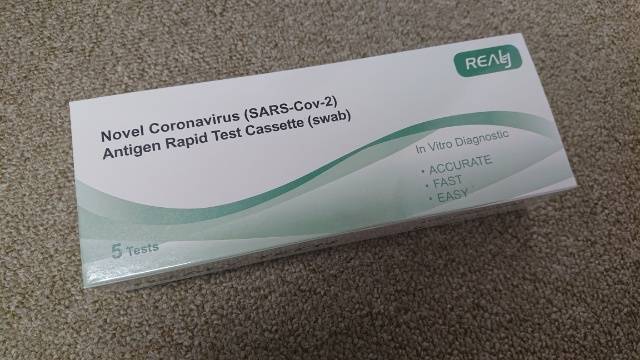 REALY
Novel Coronavirus (SARS-Cov-2)
Antigen Rapid Test Cassette (swab)
In Vitro Diagnostic
• ACCURATE
• FAST
• EASY
5 Tests